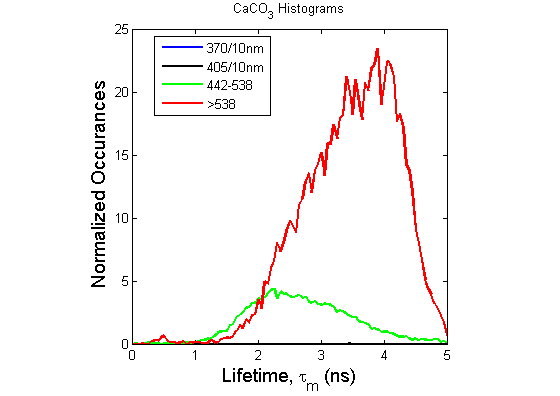 CaCO3 Histograms
Normalized Occurances
25
20
15
10
5
0
370/10nm
405/10nm
442-538
>538
0 1 2 3 4 5
Lifetime, τm (ns)